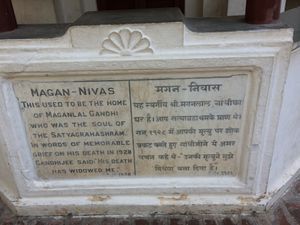 MAGAN-NIVAS
THIS USED TO BE THE HOME
OF MAGANLAL GANDHI
WHO WAS THE SOUL OF
THE SATYAGRAHASHRAM.
IN WORDS OF MEMORABLE
GRIEF ON HIS DEATH IN 1928
GANDHIJEE SAID: "HIS DEATH
HAS WIDOWED ME".
मगन-निवास
यह स्वर्गीय श्री. मगनलाल गांधीका
घर है। आप सत्याग्रहाश्रमके प्राण थे।
सन् १९२८ में आपकी मृत्यु पर शोक
प्रकट करते हुए गांधीजीने ये अमर
वचन कहे थे-"उनकी मृत्युने मुझे
विधवा बना दिया है।"